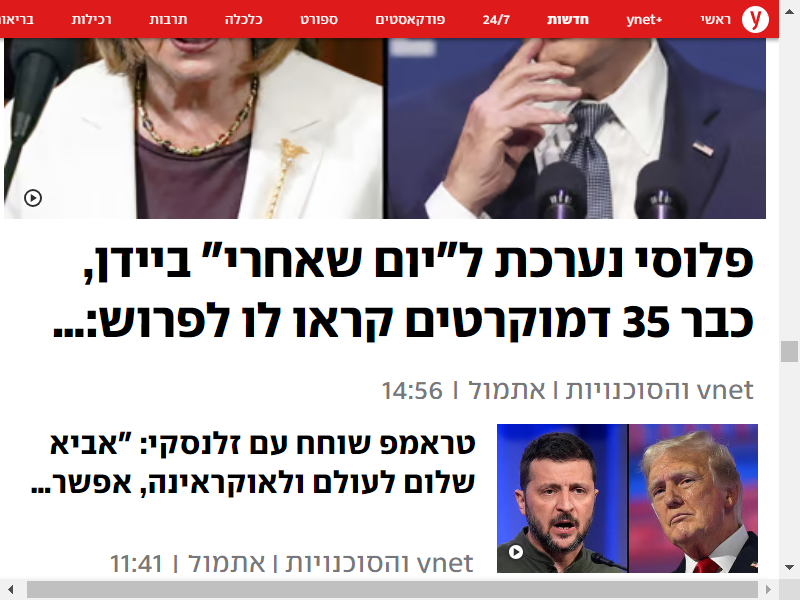 ראשי
ynet+
חדשות
24/7
פודקאסטים
ספורט
כלכלה
תרבות
רכילות
בריאו
פלוסי נערכת ל"יום שאחרי" ביידן,
כבר 35 דמוקרטים קראו לו לפרוש:...
ynet והסוכנויות | אתמול | 14:56
טראמפ שוחח עם זלנסקי: "אביא
שלום לעולם ולאוקראינה, אפשר...
ynet והסוכנויות | אתמול | 11:41